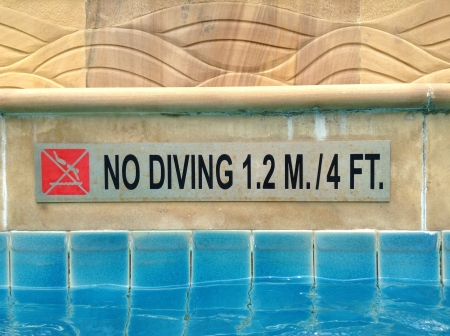 NO DIVING 1.2 M./4 FT.